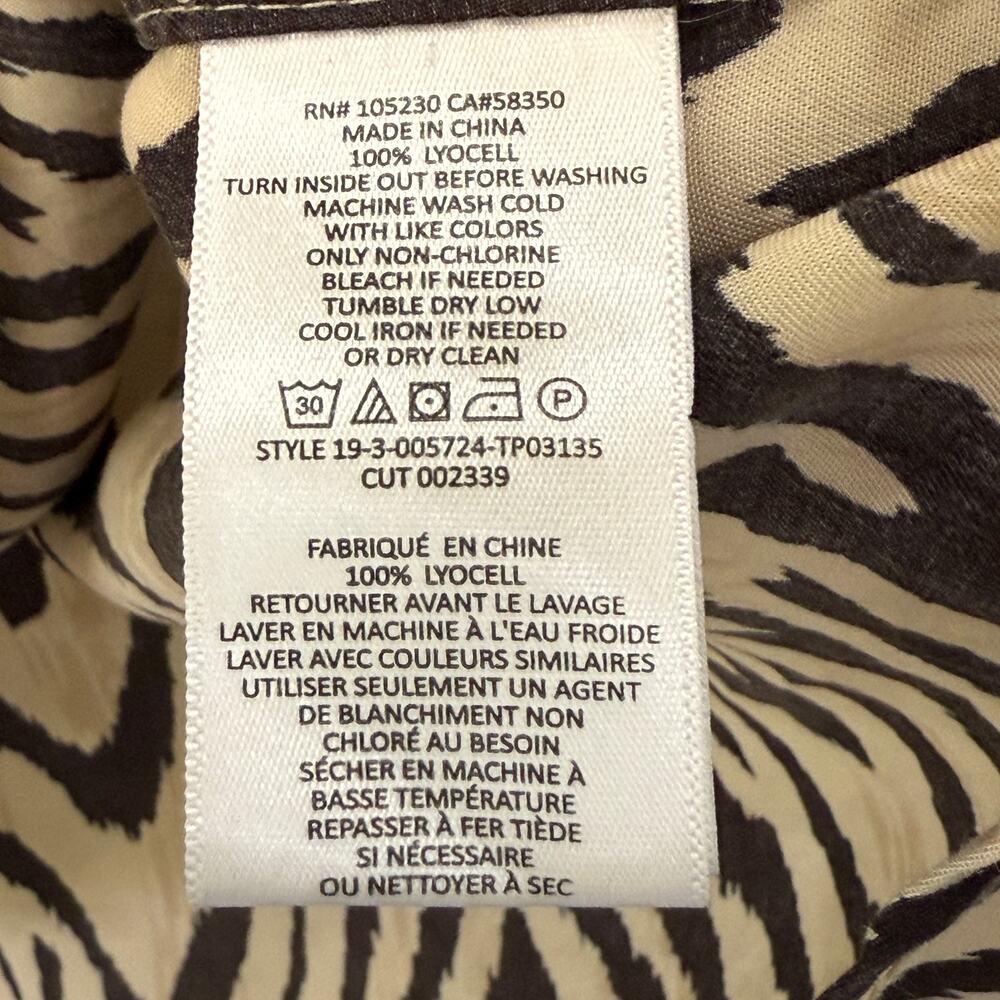 RN# 105230 CA#58350
MADE IN CHINA
100% LYOCELL
TURN INSIDE OUT BEFORE WASHING
MACHINE WASH COLD
WITH LIKE COLORS
ONLY NON-CHLORINE
BLEACH IF NEEDED
TUMBLE DRY LOW
COOL IRON IF NEEDED
OR DRY CLEAN
30 P
STYLE 19-3-005724-TP03135
CUT 002339
FABRIQUÉ EN CHINE
100% LYOCELL
RETOURNER AVANT LE LAVAGE
LAVER EN MACHINE À L'EAU FROIDE
LAVER AVEC COULEURS SIMILAIRES
UTILISER SEULEMENT UN AGENT
DE BLANCHIMENT NON
CHLORÉ AU BESOIN
SÉCHER EN MACHINE À
BASSE TEMPÉRATURE
REPASSER À FER TIÈDE
SI NÉCESSAIRE
OU NETTOYER À SEC